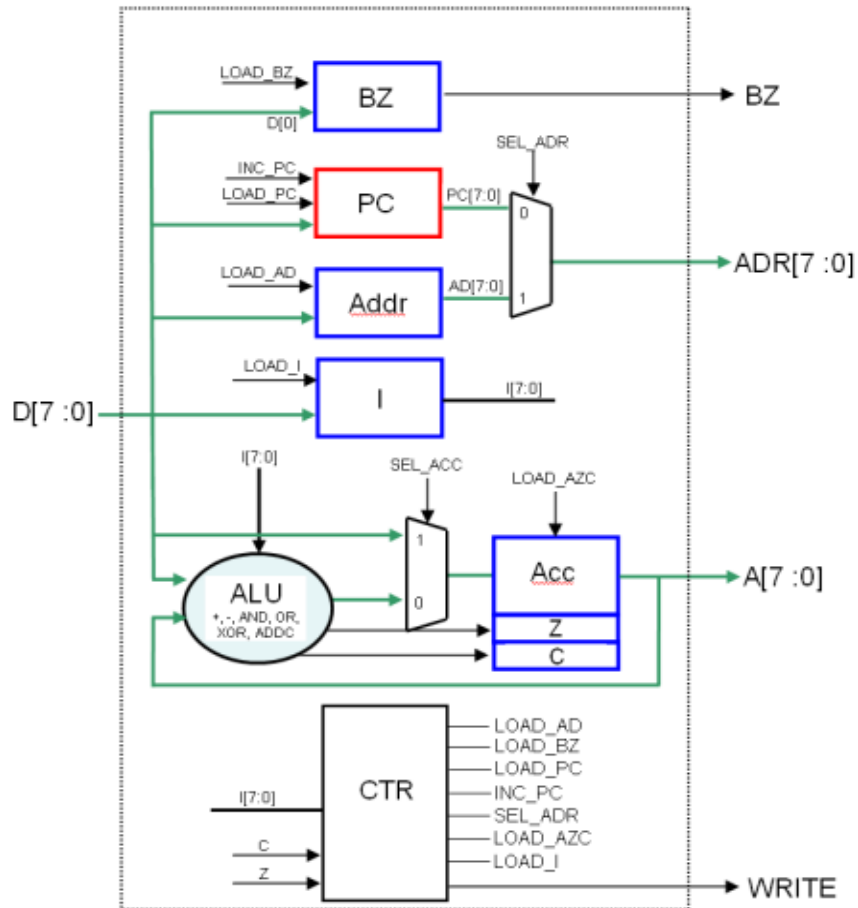 LOAD_BZ
BZ
D[0]
BZ
SEL_ADR
INC_PC
LOAD_PC
PC
PC[7:0]
0
ADR[7 :0]
LOAD_AD
Addr
AD[7:0]
1
LOAD_I
I
I[7:0]
D[7 :0]
I[7:0]
SEL_ACC
LOAD_AZC
1
Acc
A[7 :0]
ALU
+,-, AND, OR,
XOR, ADDC
0
Z
C
CTR
LOAD_AD
LOAD_BZ
LOAD_PC
I[7:0]
INC_PC
SEL_ADR
C
LOAD_AZC
Z
LOAD_I
WRITE